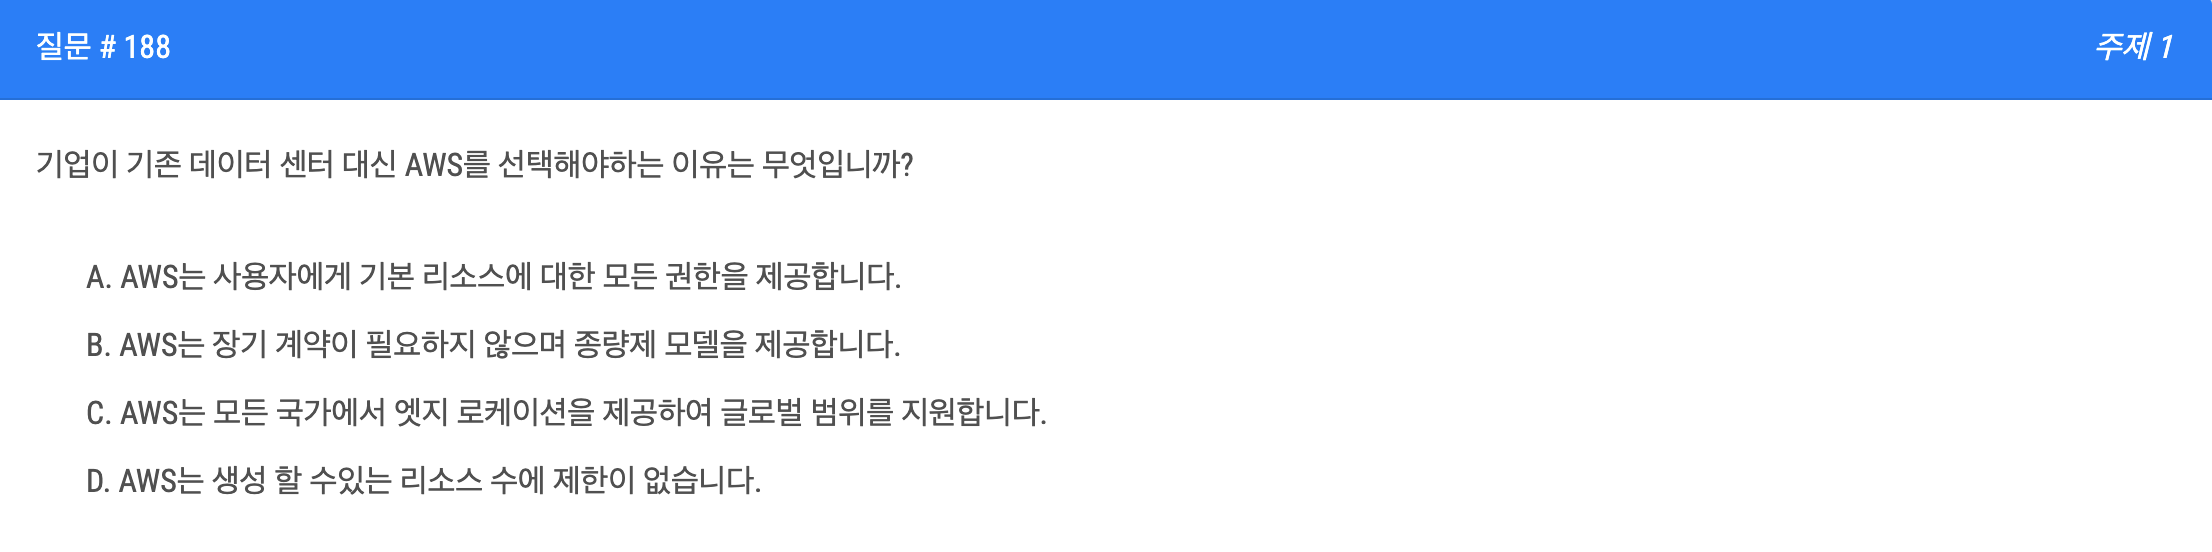 질문 # 188
주제 1
기업이 기존 데이터 센터 대신 AWS를 선택해야하는 이유는 무엇입니까?
A. AWS는 사용자에게 기본 리소스에 대한 모든 권한을 제공합니다.
B. AWS는 장기 계약이 필요하지 않으며 종량제 모델을 제공합니다.
C. AWS는 모든 국가에서 엣지 로케이션을 제공하여 글로벌 범위를 지원합니다.
D. AWS는 생성 할 수있는 리소스 수에 제한이 없습니다.